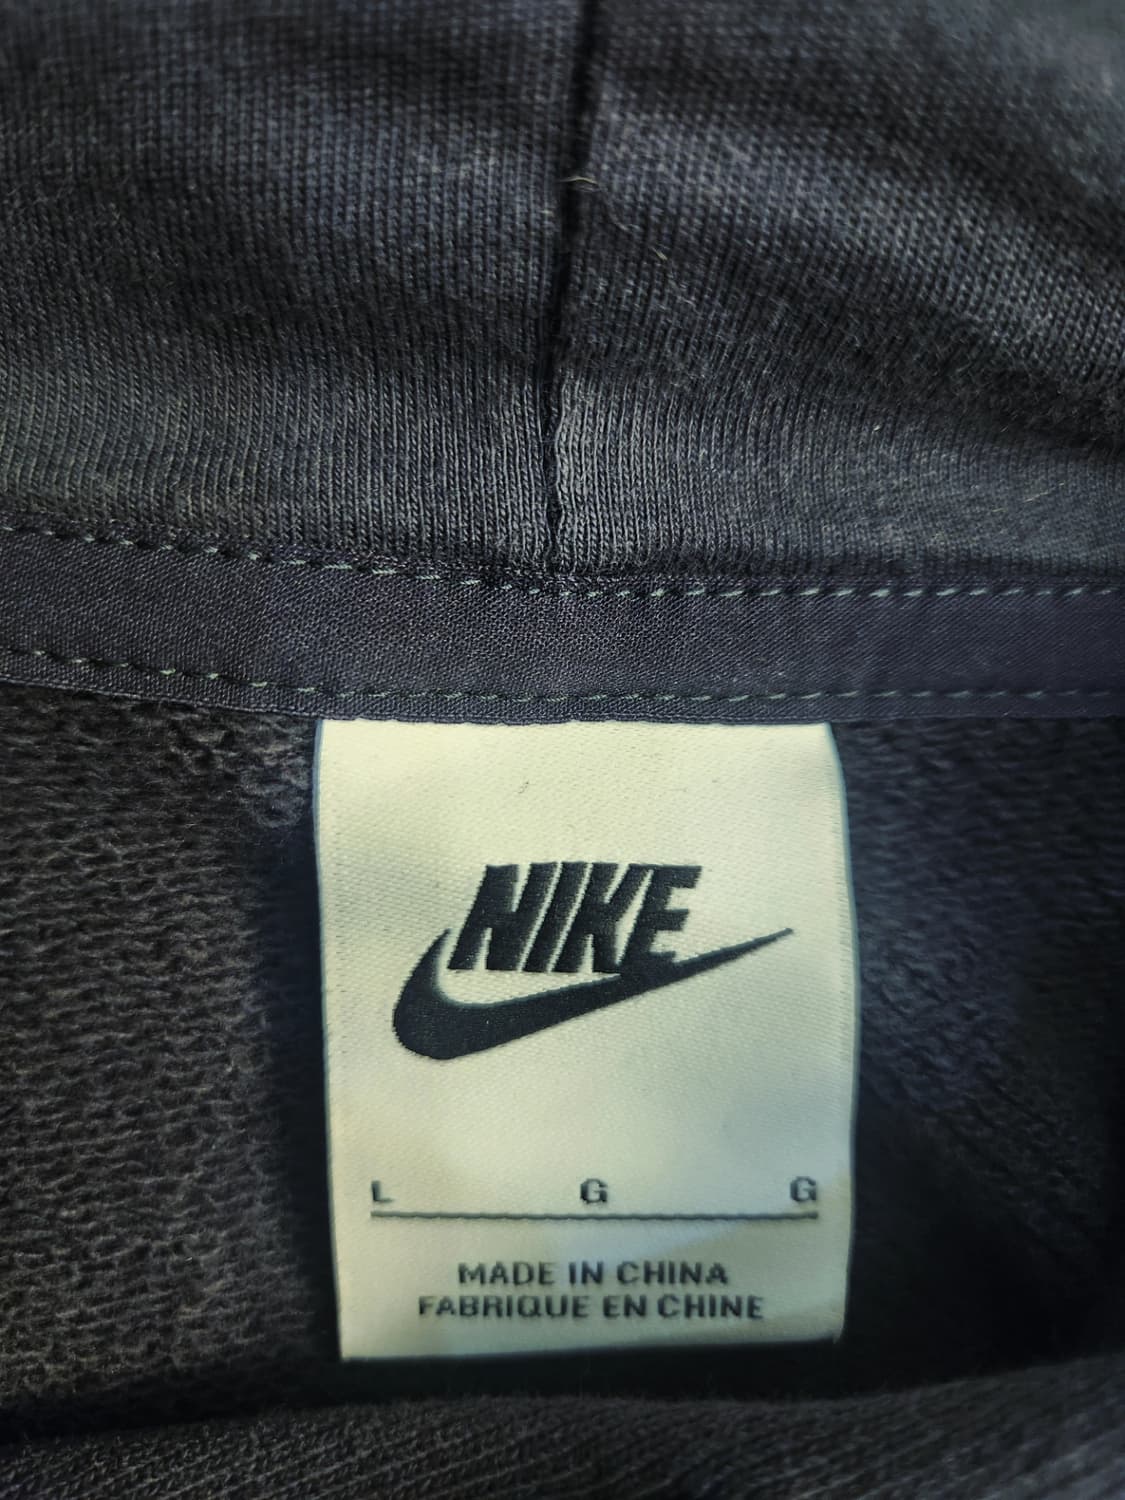 NIKE
L G G
MADE IN CHINA
FABRIQUE EN CHINE